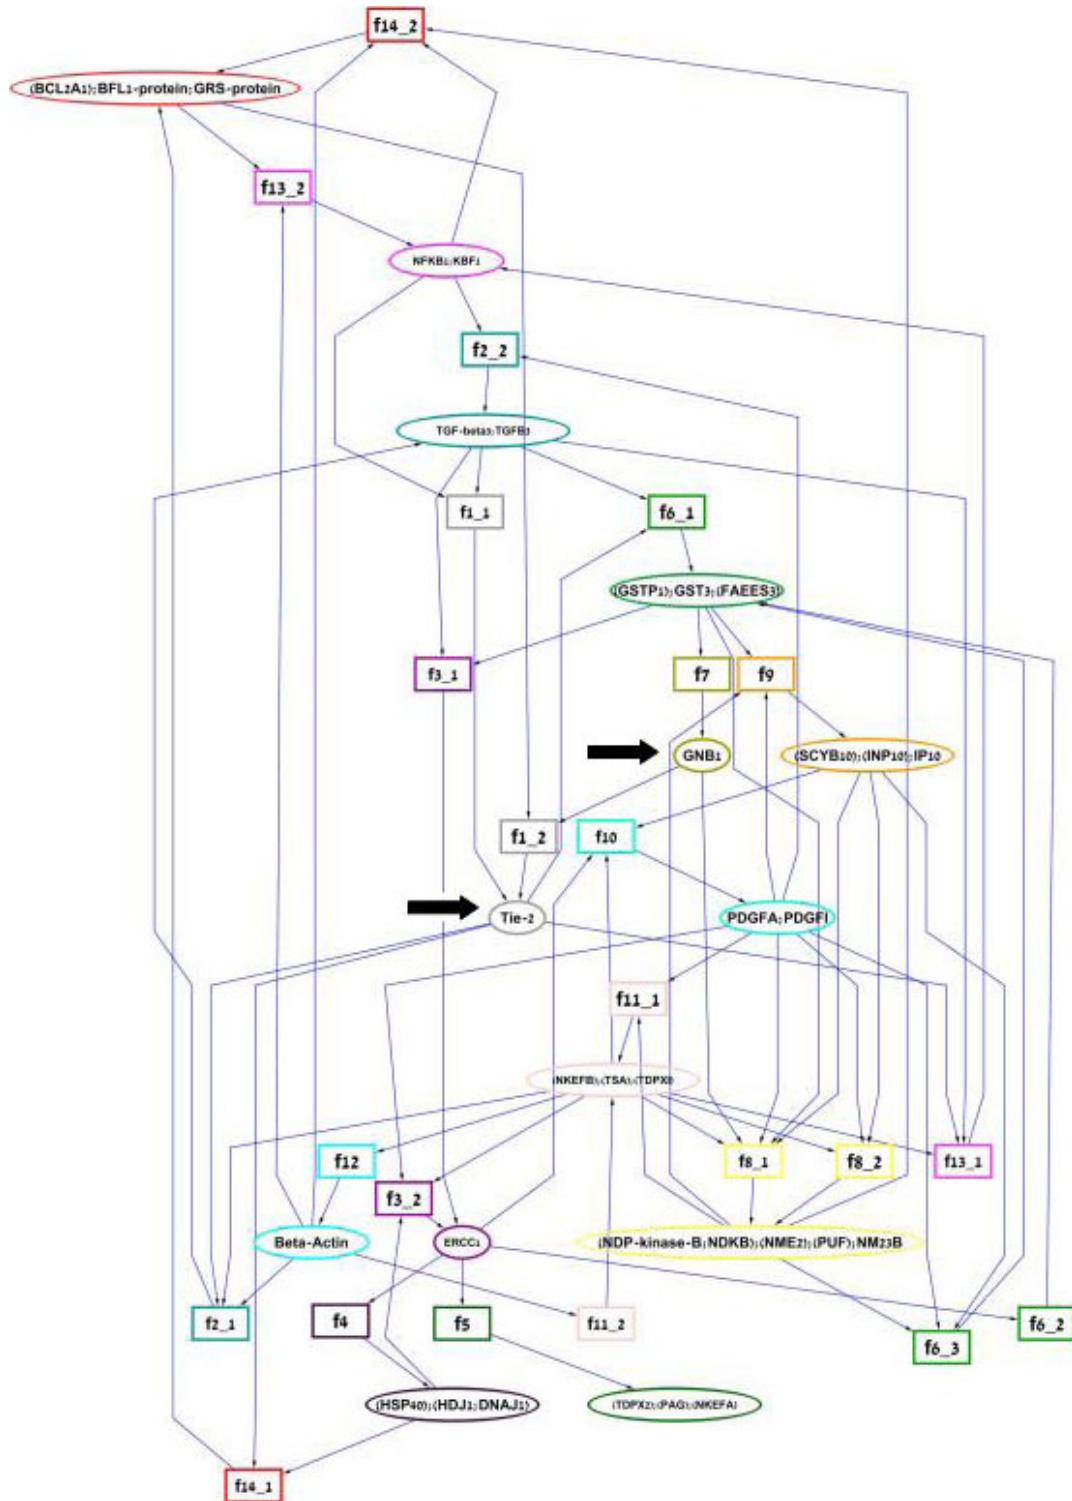 f14_2
(BCL2A1);BFL1-protein;GRS-protein
f13_2
NFKB1;KBF1
f2_2
TGF-beta3;TGFB3
f1_1
f6_1
(GSTP1);GST3;(FAEES3)
f3_1
f7
f9
GNB1
(SCYB10);(INP10);IP10
f1_2
f10
Tie-2
PDGFA;PDGFI
f11_1
(NKEFB);(TSA);(TDPXI)
f12
f8_1
f8_2
f13_1
f3_2
Beta-Actin
ERCC1
(NDP-kinase-B;NDKB);(NME2);(PUF);NM23B
f2_1
f4
f5
f11_2
f6_2
f6_3
(HSP40);(HDJ1;DNAJ1)
(TDPX2);(PAG);(NKEFA)
f14_1